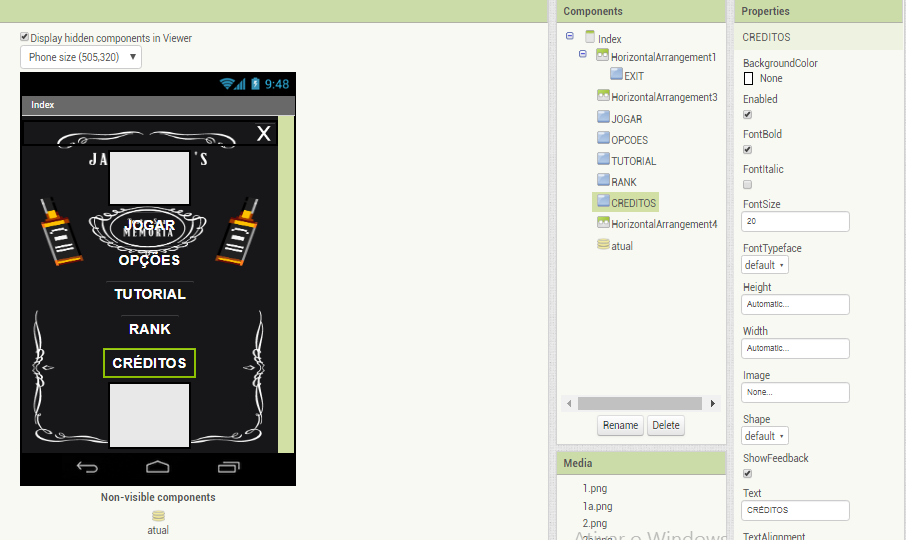 Components
Properties
Display hidden components in Viewer
Phone size (505,320)
9:48
Index
X
JA 'S
MEMÓRIA
JOGAR
OPÇÕES
TUTORIAL
RANK
CRÉDITOS
Non-visible components
atual
Index
HorizontalArrangement1
EXIT
HorizontalArrangement3
JOGAR
OPCOES
TUTORIAL
RANK
CREDITOS
HorizontalArrangement4
atual
Rename
Delete
Media
1.png
1a.png
2.png
2a.png
Ativar o Windows
CREDITOS
BackgroundColor
None
Enabled
FontBold
FontItalic
FontSize
20
FontTypeface
default
Height
Automatic...
Width
Automatic...
Image
None...
Shape
default
ShowFeedback
Text
CRÉDITOS
TextAlignment